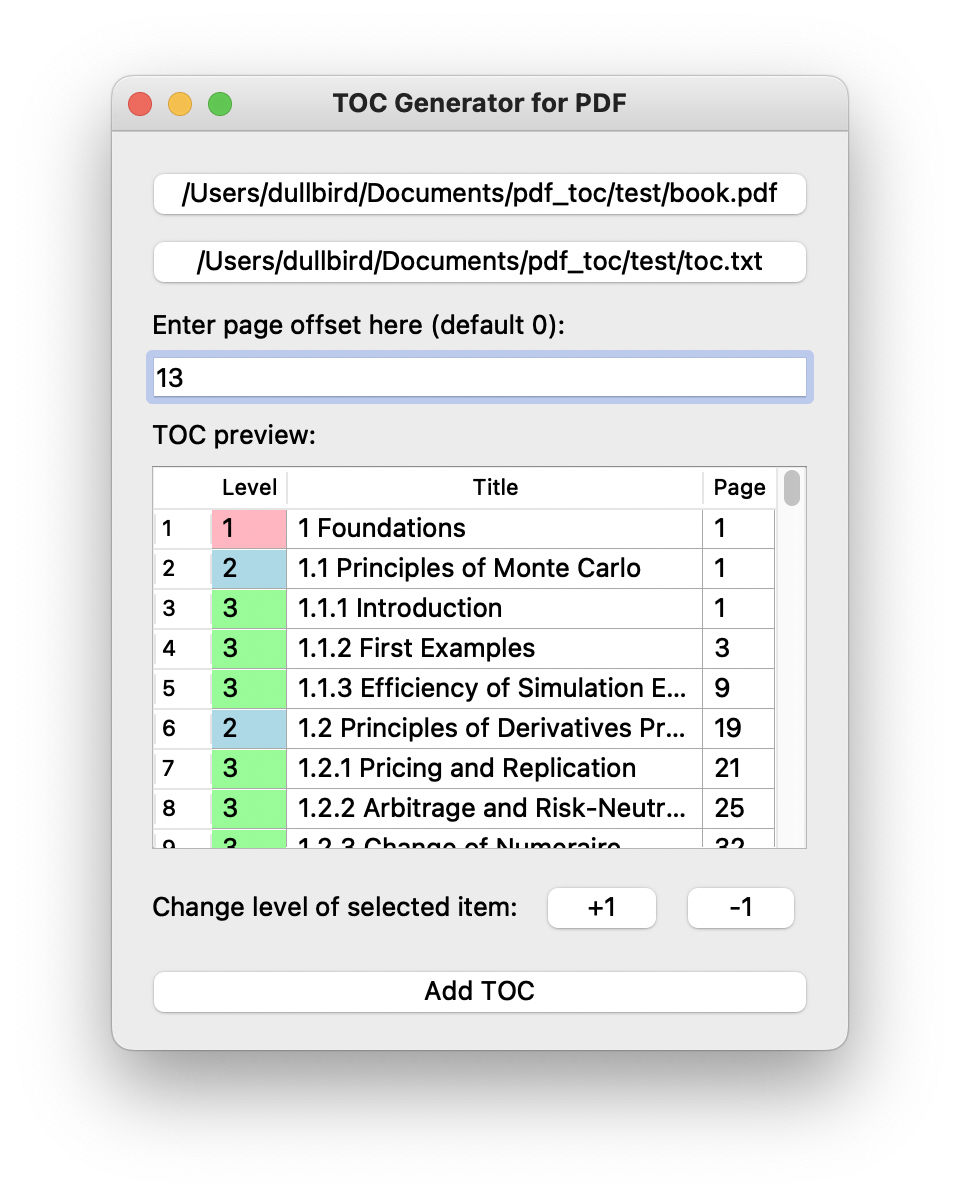 TOC Generator for PDF
/Users/dullbird/Documents/pdf_toc/test/book.pdf
/Users/dullbird/Documents/pdf_toc/test/toc.txt
Enter page offset here (default 0):
13
TOC preview:
Level Title Page
1 1 1 Foundations 1
2 2 1.1 Principles of Monte Carlo 1
3 3 1.1.1 Introduction 1
4 3 1.1.2 First Examples 3
5 3 1.1.3 Efficiency of Simulation E... 9
6 2 1.2 Principles of Derivatives Pr... 19
7 3 1.2.1 Pricing and Replication 21
8 3 1.2.2 Arbitrage and Risk-Neutr... 25
9 3 1.2.3 Change of Numeraire 32
Change level of selected item: +1 -1
Add TOC